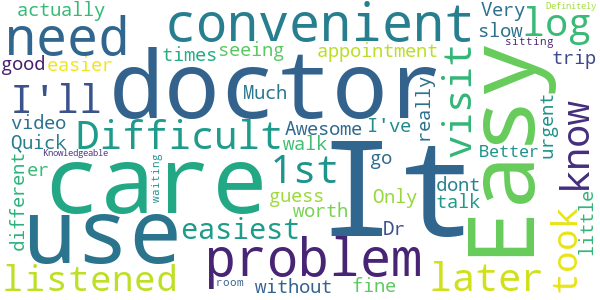 actually
need
convenient
Very
Definitely
log
slow
sitting
good
easier
times
seeing
appointment
trip
I'll
doctor
Much
really
visit
Easy
video
Quick
Difficult
Awesome
I've
urgent
know
Knowledgeable
walk
Better
different
er
waiting
care
1st
go
It
dont
talk
guess
Only
little
use
easiest
worth
Dr
took
problem
listened
room
without
fine
later